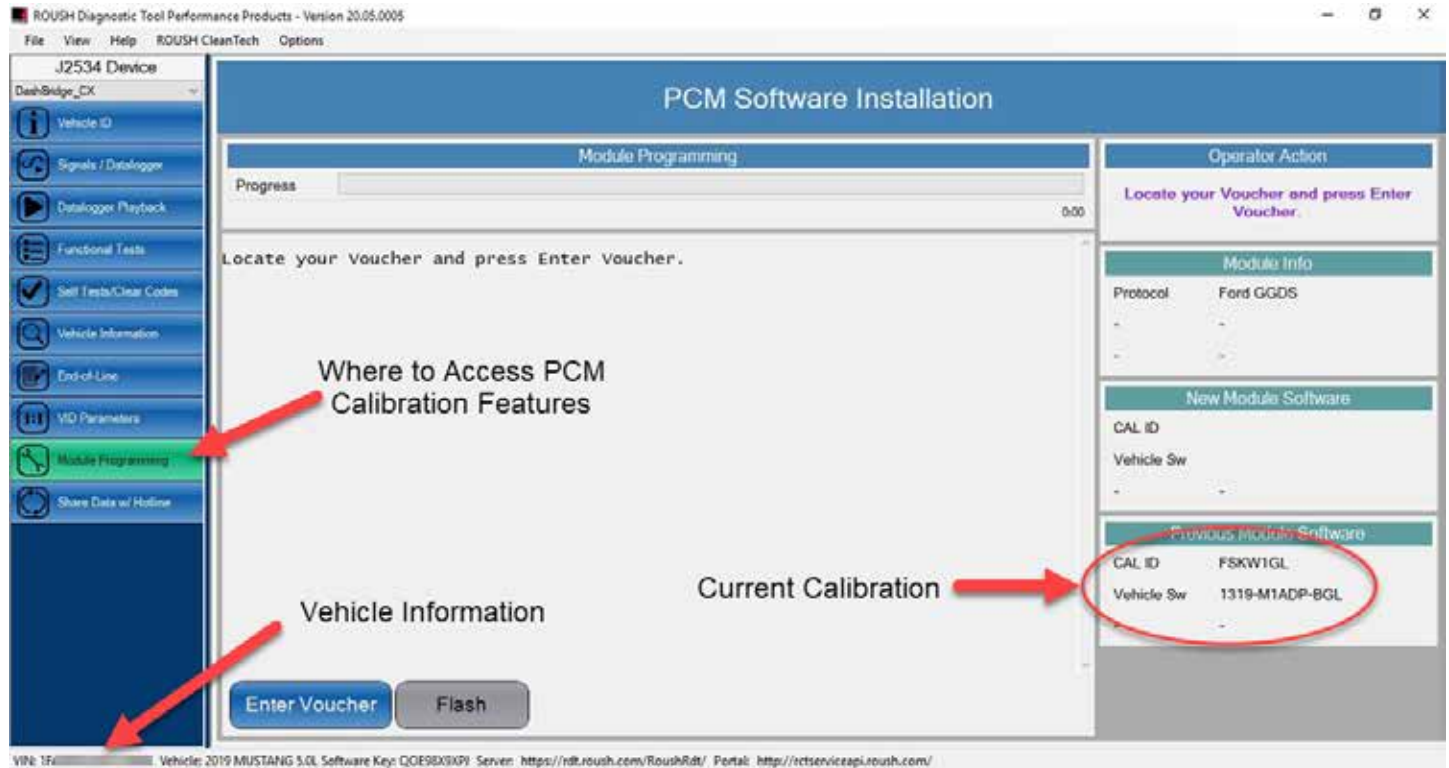 ROUSH Diagnostic Tool Performance Products - Version 20.05.0005
File View Help ROUSH CleanTech Options
J2534 Device
DashBridge_CX
Vehicle ID
Signals / Datalogger
Datalogger Playback
Functional Tests
Self Tests/Clear Codes
Vehicle Information
End-of-Line
VID Parameters
Module Programming
Share Data w/ Hotline
PCM Software Installation
Module Programming
Progress
0:00
Locate your Voucher and press Enter Voucher.
Where to Access PCM
Calibration Features
Current Calibration
Vehicle Information
Enter Voucher Flash
Operator Action
Locate your Voucher and press Enter
Voucher.
Module Info
Protocol Ford GGDS
- -
- -
New Module Software
CAL ID
Vehicle Sw
- -
Previous Module Software
CAL ID FSKW1GL
Vehicle Sw 1319-M1ADP-BGL
- -
VIN: Vehicle: 2019 MUSTANG 5.0L Software Key: Server: https://rdt.roush.com/RoushRdt/ Portal: http://rctserviceapi.roush.com/